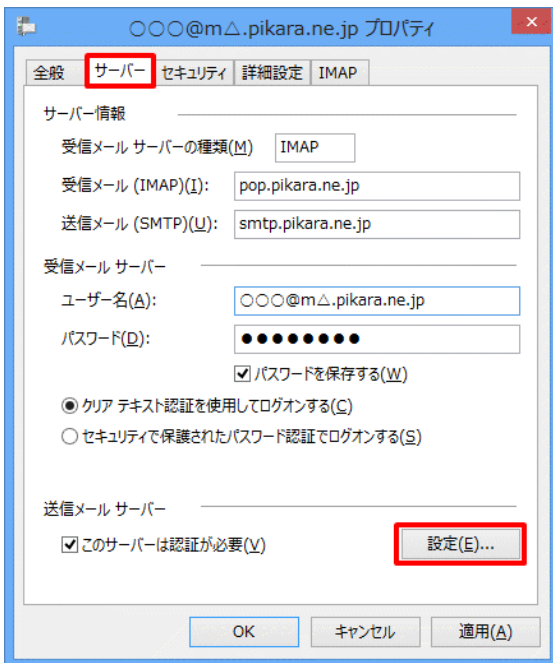 ○○○@m△.pikara.ne.jp プロパティ
全般 サーバー セキュリティ 詳細設定 IMAP
サーバー情報
受信メール サーバーの種類(M) IMAP
受信メール (IMAP)(I): pop.pikara.ne.jp
送信メール (SMTP)(U): smtp.pikara.ne.jp
受信メール サーバー
ユーザー名(A): ○○○@m△.pikara.ne.jp
パスワード(D): ●●●●●●●●
パスワードを保存する(W)
クリア テキスト認証を使用してログオンする(C)
セキュリティで保護されたパスワード認証でログオンする(S)
送信メール サーバー
このサーバーは認証が必要(V) 設定(E)...
OK キャンセル 適用(A)